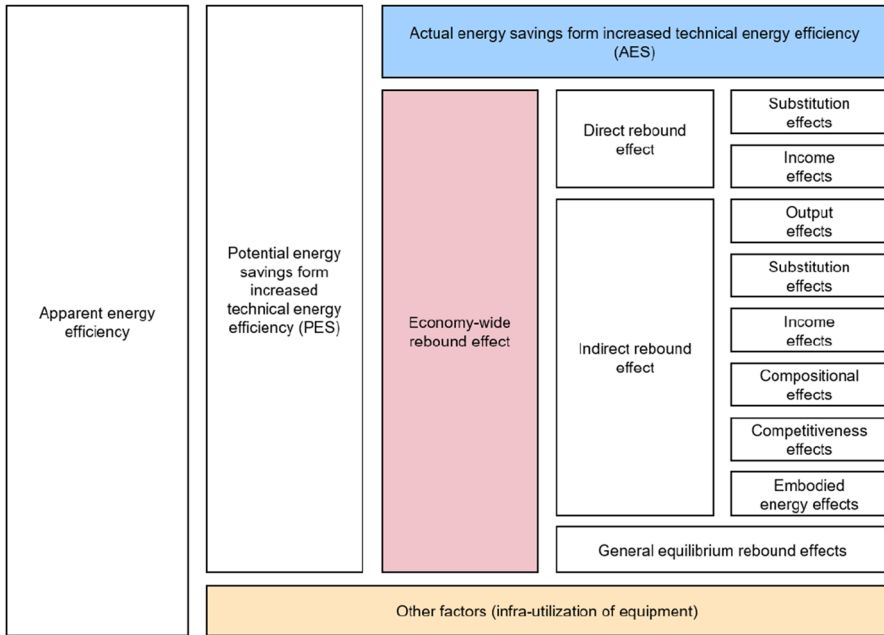 Actual energy savings form increased technical energy efficiency
(AES)
Apparent energy
efficiency
Potential energy
savings form
increased
technical energy
efficiency (PES)
Economy-wide
rebound effect
Direct rebound
effect
Substitution
effects
Income
effects
Indirect rebound
effect
Output
effects
Substitution
effects
Income
effects
Compositional
effects
Competitiveness
effects
Embodied
energy effects
General equilibrium rebound effects
Other factors (infra-utilization of equipment)